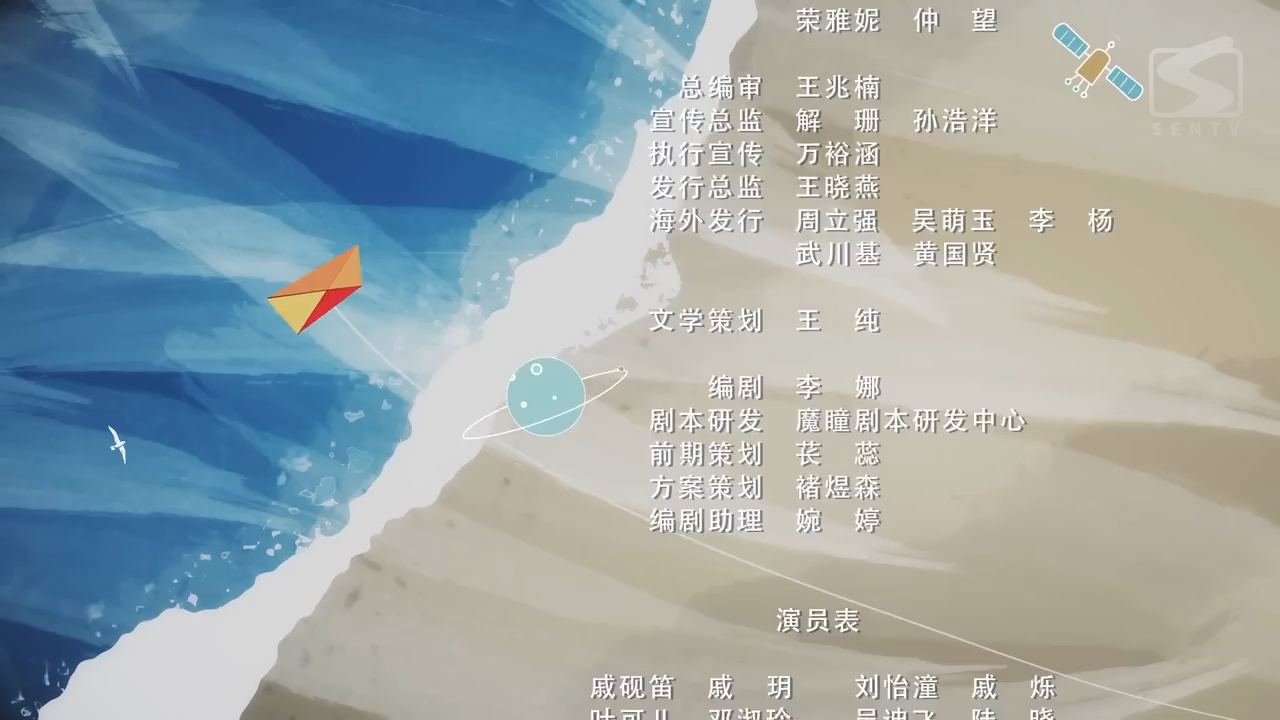 荣雅妮 仲 望
SENTV
总编审 王兆楠
宣传总监 解 珊 孙浩洋
执行宣传 万裕涵
发行总监 王晓燕
海外发行 周立强 吴萌玉 李 杨
武川基 黄国贤
文学策划 王 纯
编剧 李 娜
剧本研发 魔瞳剧本研发中心
前期策划 苌 蕊
方案策划 褚煜森
编剧助理 婉 婷
演员表
戚砚笛 戚 玥 刘怡潼 戚 烁